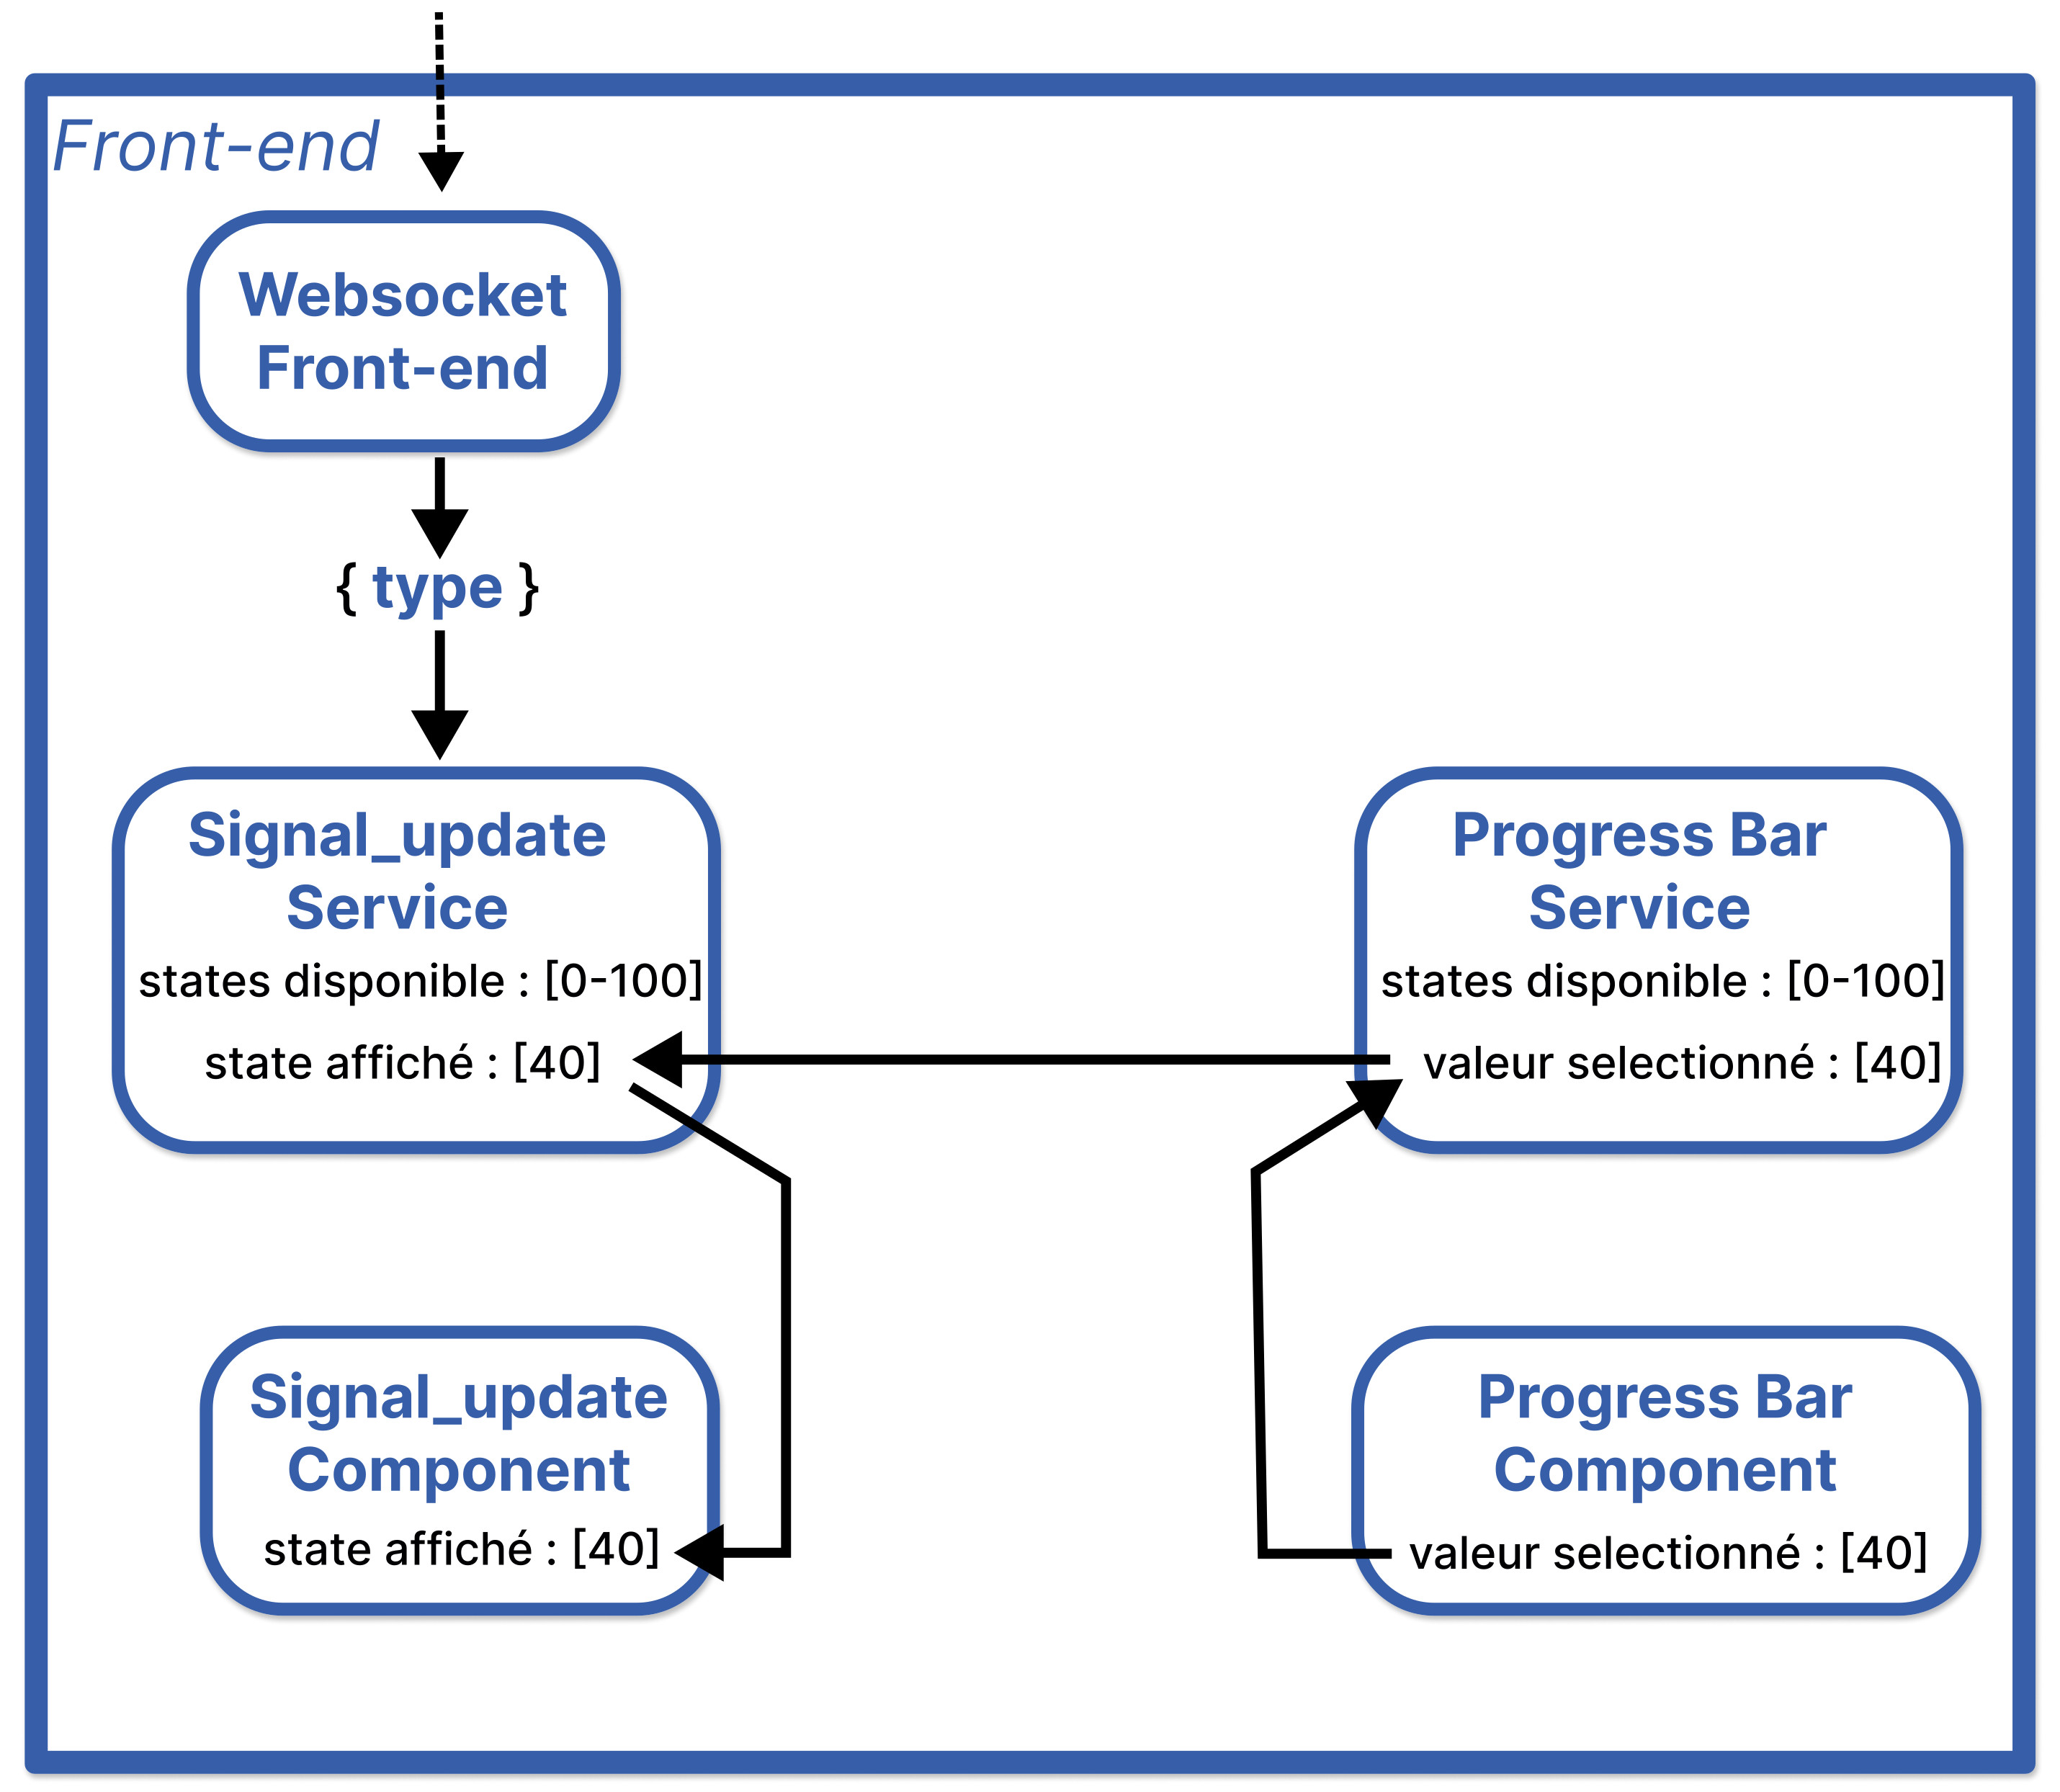 Front-end
Websocket
Front-end
{ type }
Signal_update
Service
states disponible : [0-100]
state affiché : [40]
Progress Bar
Service
states disponible : [0-100]
valeur selectionné : [40]
Signal_update
Component
state affiché : [40]
Progress Bar
Component
valeur selectionné : [40]